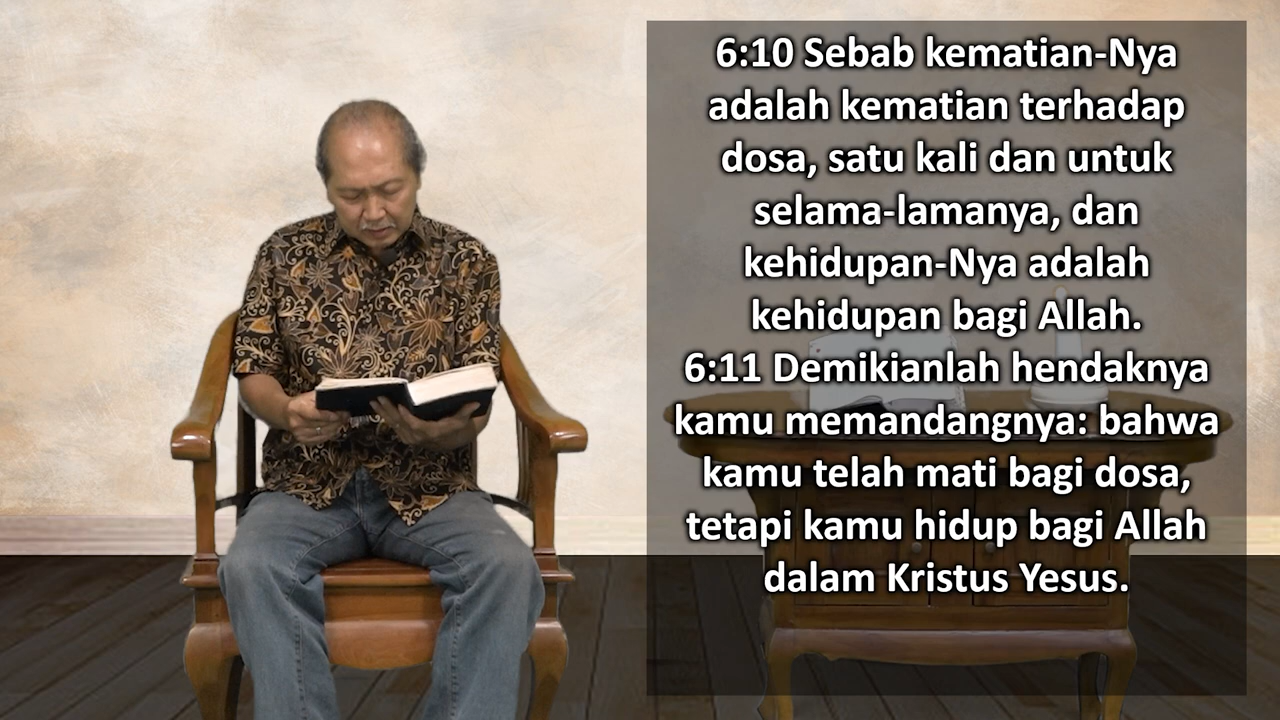 6:10 Sebab kematian-Nya
adalah kematian terhadap
dosa, satu kali dan untuk
selama-lamanya, dan
kehidupan-Nya adalah
kehidupan bagi Allah.
6:11 Demikianlah hendaknya
kamu memandangnya: bahwa
kamu telah mati bagi dosa,
tetapi kamu hidup bagi Allah
dalam Kristus Yesus.